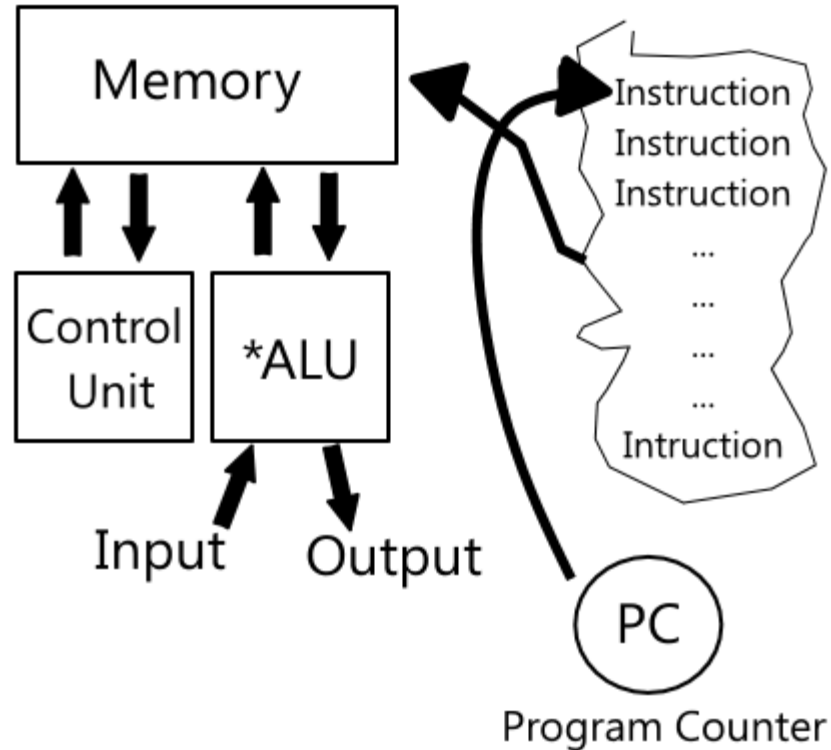 Memory
Control
Unit
*ALU
Input
Output
Instruction
Instruction
Instruction
...
...
...
...
Intruction
PC
Program Counter